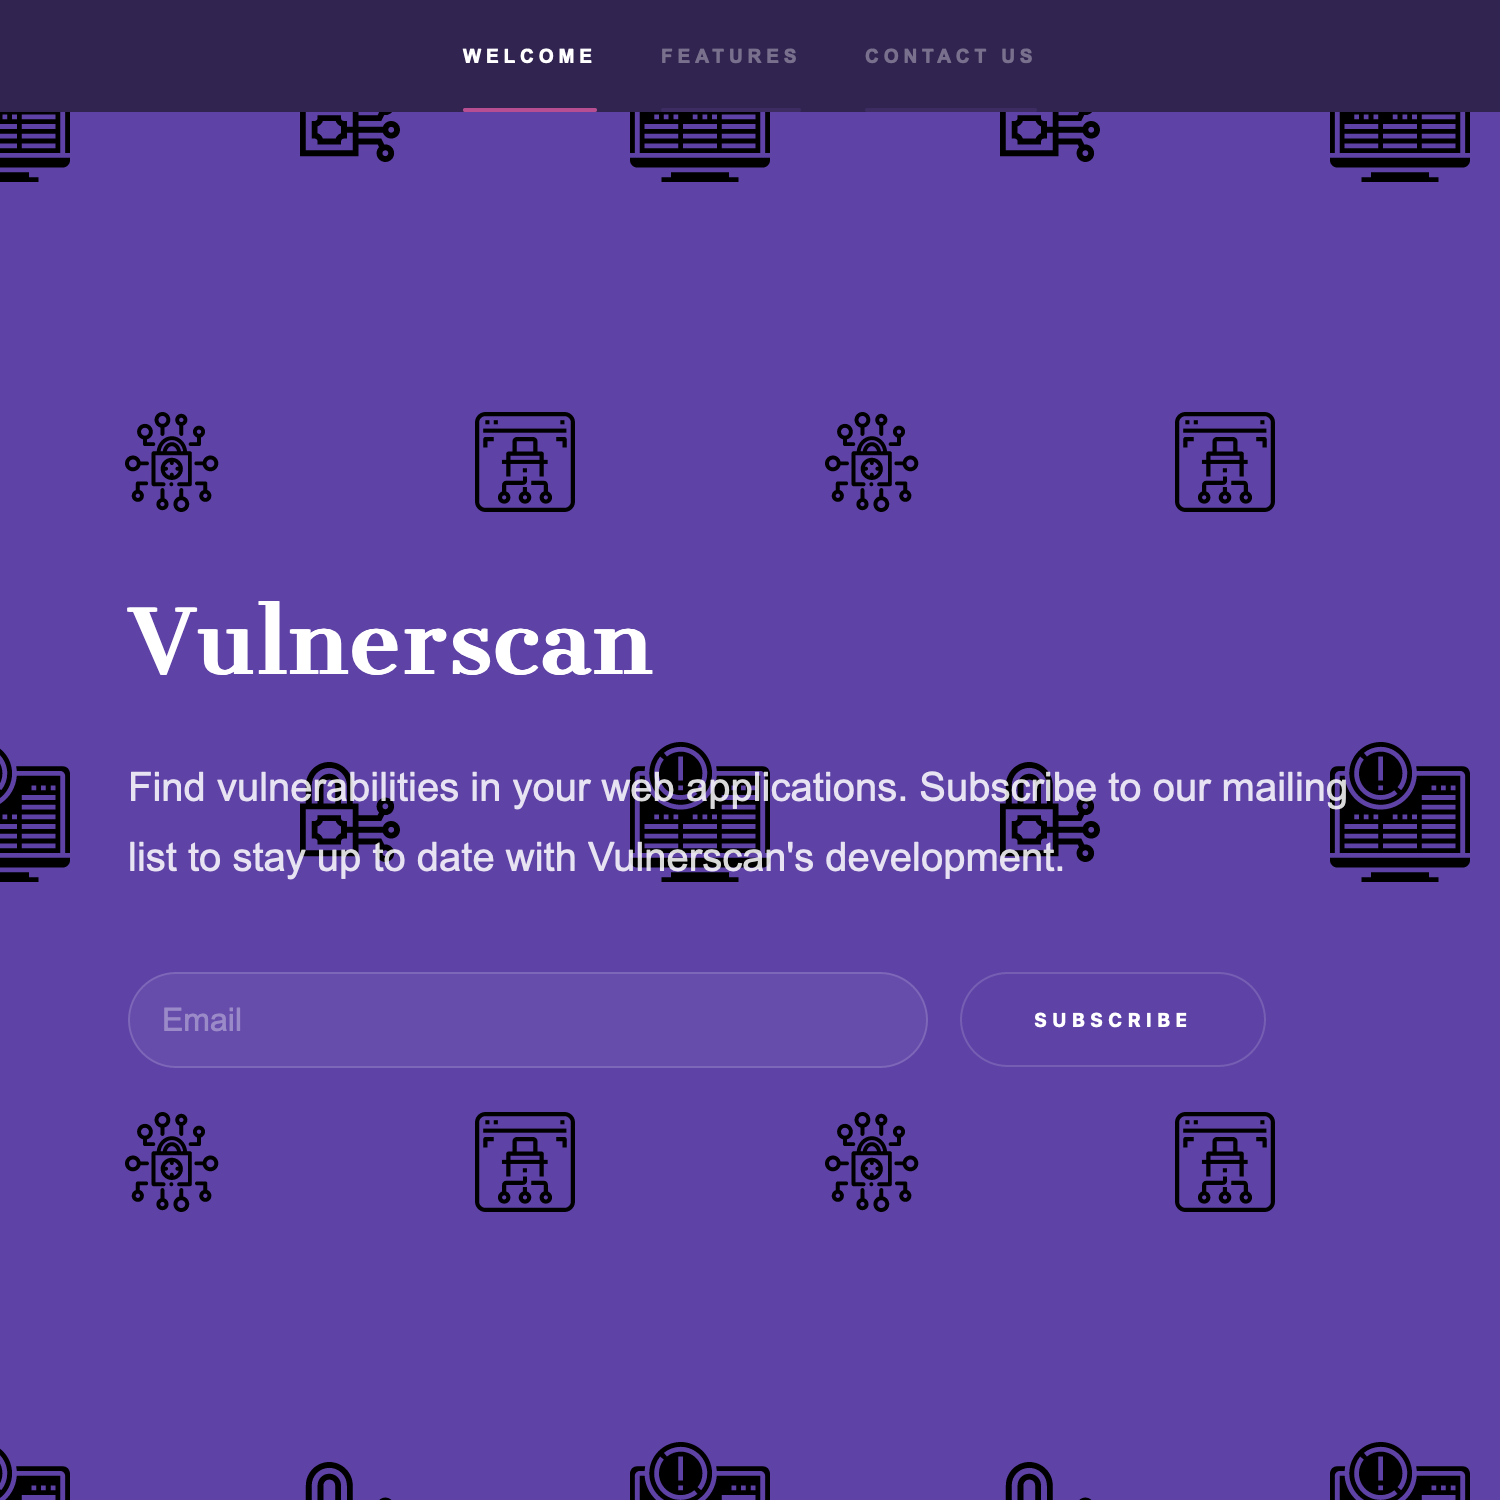 WELCOME FEATURES CONTACT US
Vulnerscan
Find vulnerabilities in your web applications. Subscribe to our mailing
list to stay up to date with Vulnerscan's development.
Email SUBSCRIBE